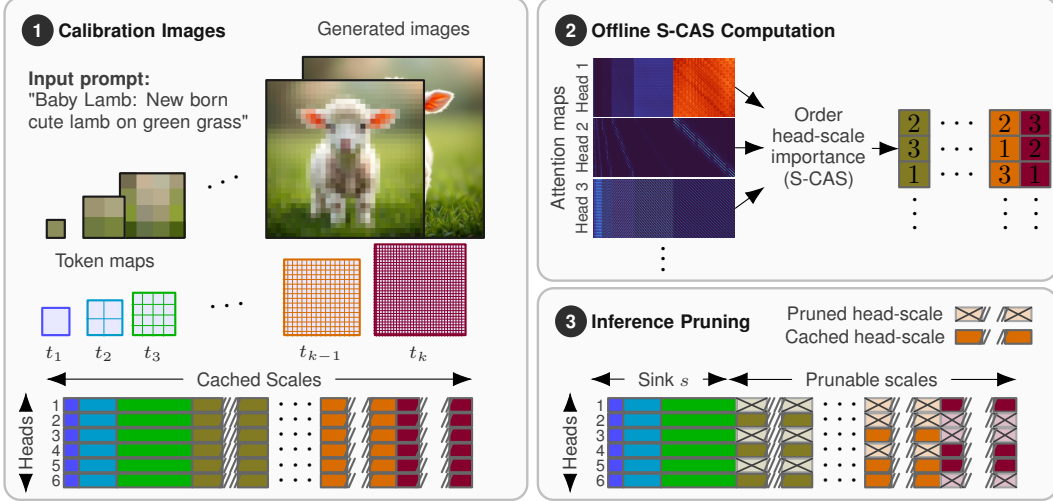 1 Calibration Images
Generated images
Input prompt:
"Baby Lamb: New born
cute lamb on green grass"
. . .
Token maps
. . .
t1 t2 t3 tk−1 tk
Cached Scales
Heads
1
2
3
4
5
6
. . .
. . .
. . .
. . .
. . .
. . .
2 Offline S-CAS Computation
Attention maps
Head 1
Head 2
Head 3
Order
head-scale
importance
(S-CAS)
2 . . . 2 3
3 . . . 1 2
1 . . . 3 1
3 Inference Pruning
Pruned head-scale
Cached head-scale
Sink s
Prunable scales
Heads
1
2
3
4
5
6
. . .
. . .
. . .
. . .
. . .
. . .